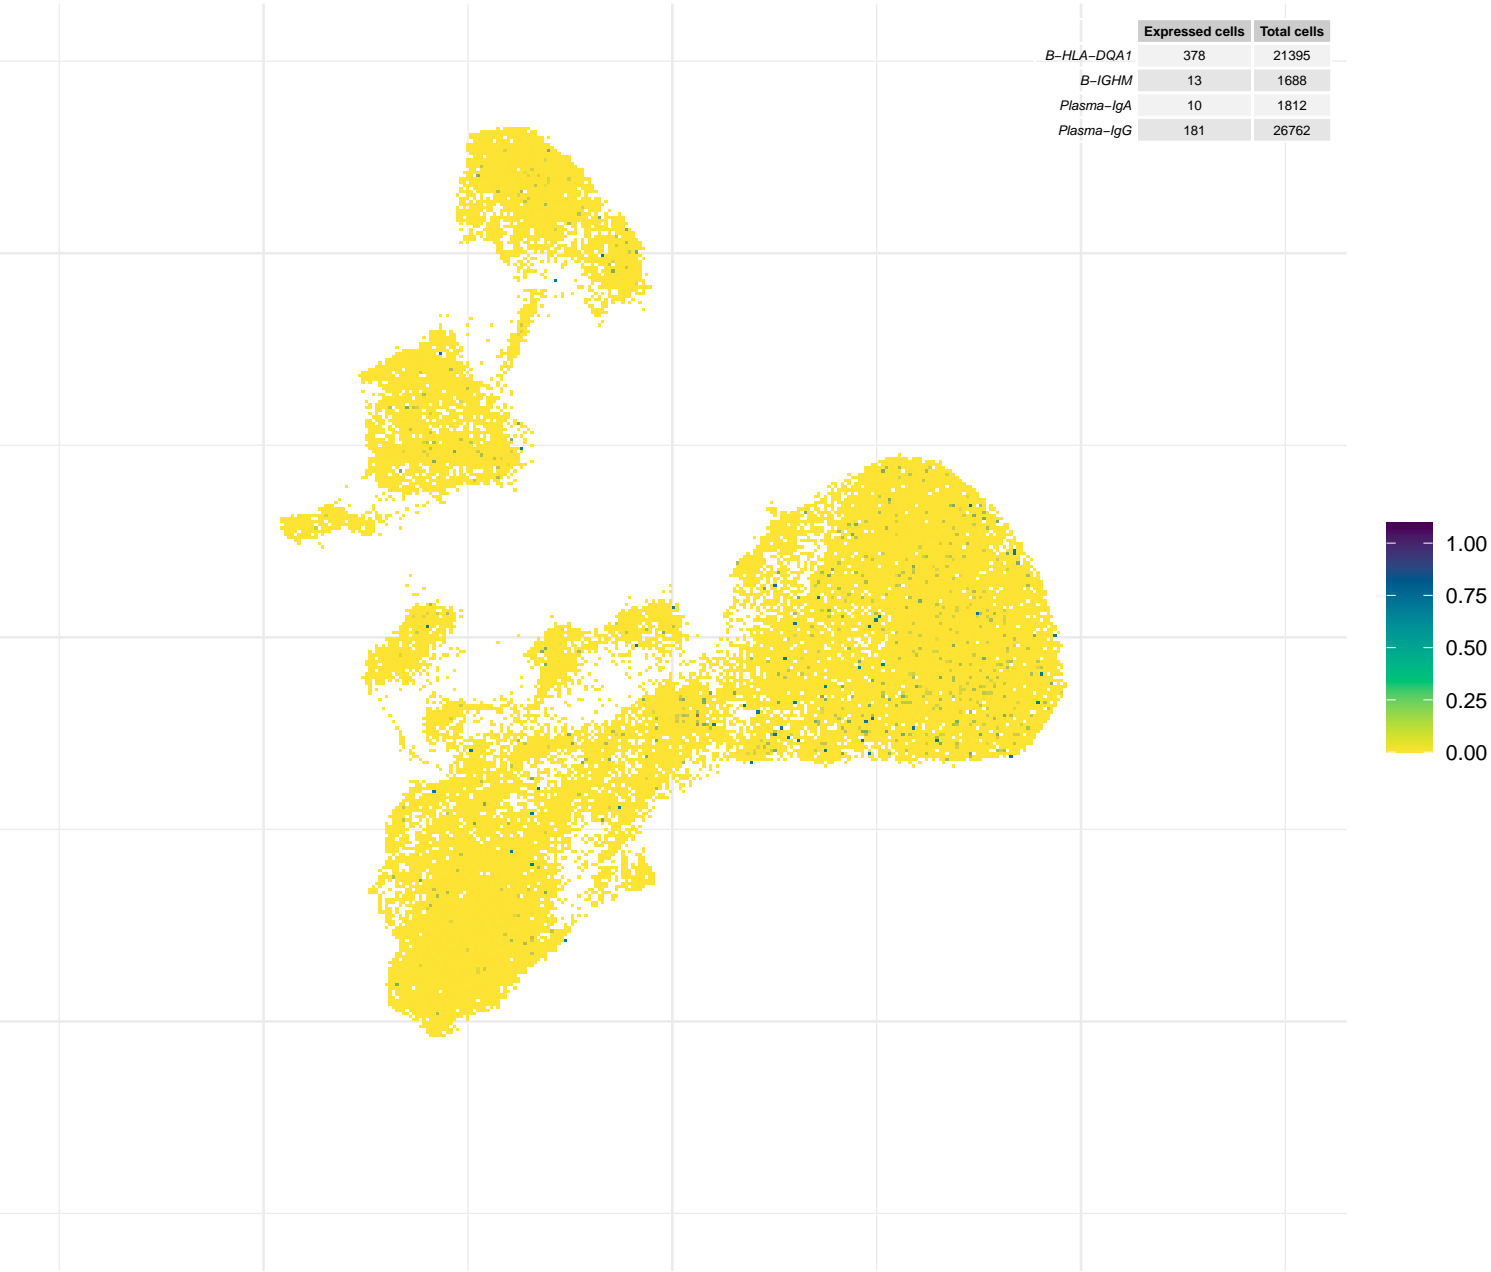 Expressed cells Total cells
B−HLA−DQA1 378 21395
B−IGHM 13 1688
Plasma−IgA 10 1812
Plasma−IgG 181 26762
1.00
0.75
0.50
0.25
0.00